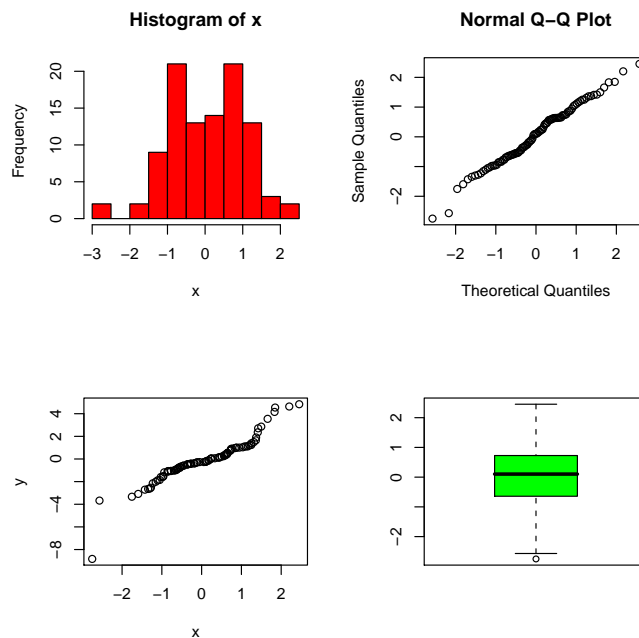 Histogram of x
Frequency
20
15
10
5
0
−3 −2 −1 0 1 2
x
Normal Q−Q Plot
Sample Quantiles
2
1
0
−2
−2 −1 0 1 2
Theoretical Quantiles
y
4
2
0
−4
−8
−2 −1 0 1 2
x
2
1
0
−2